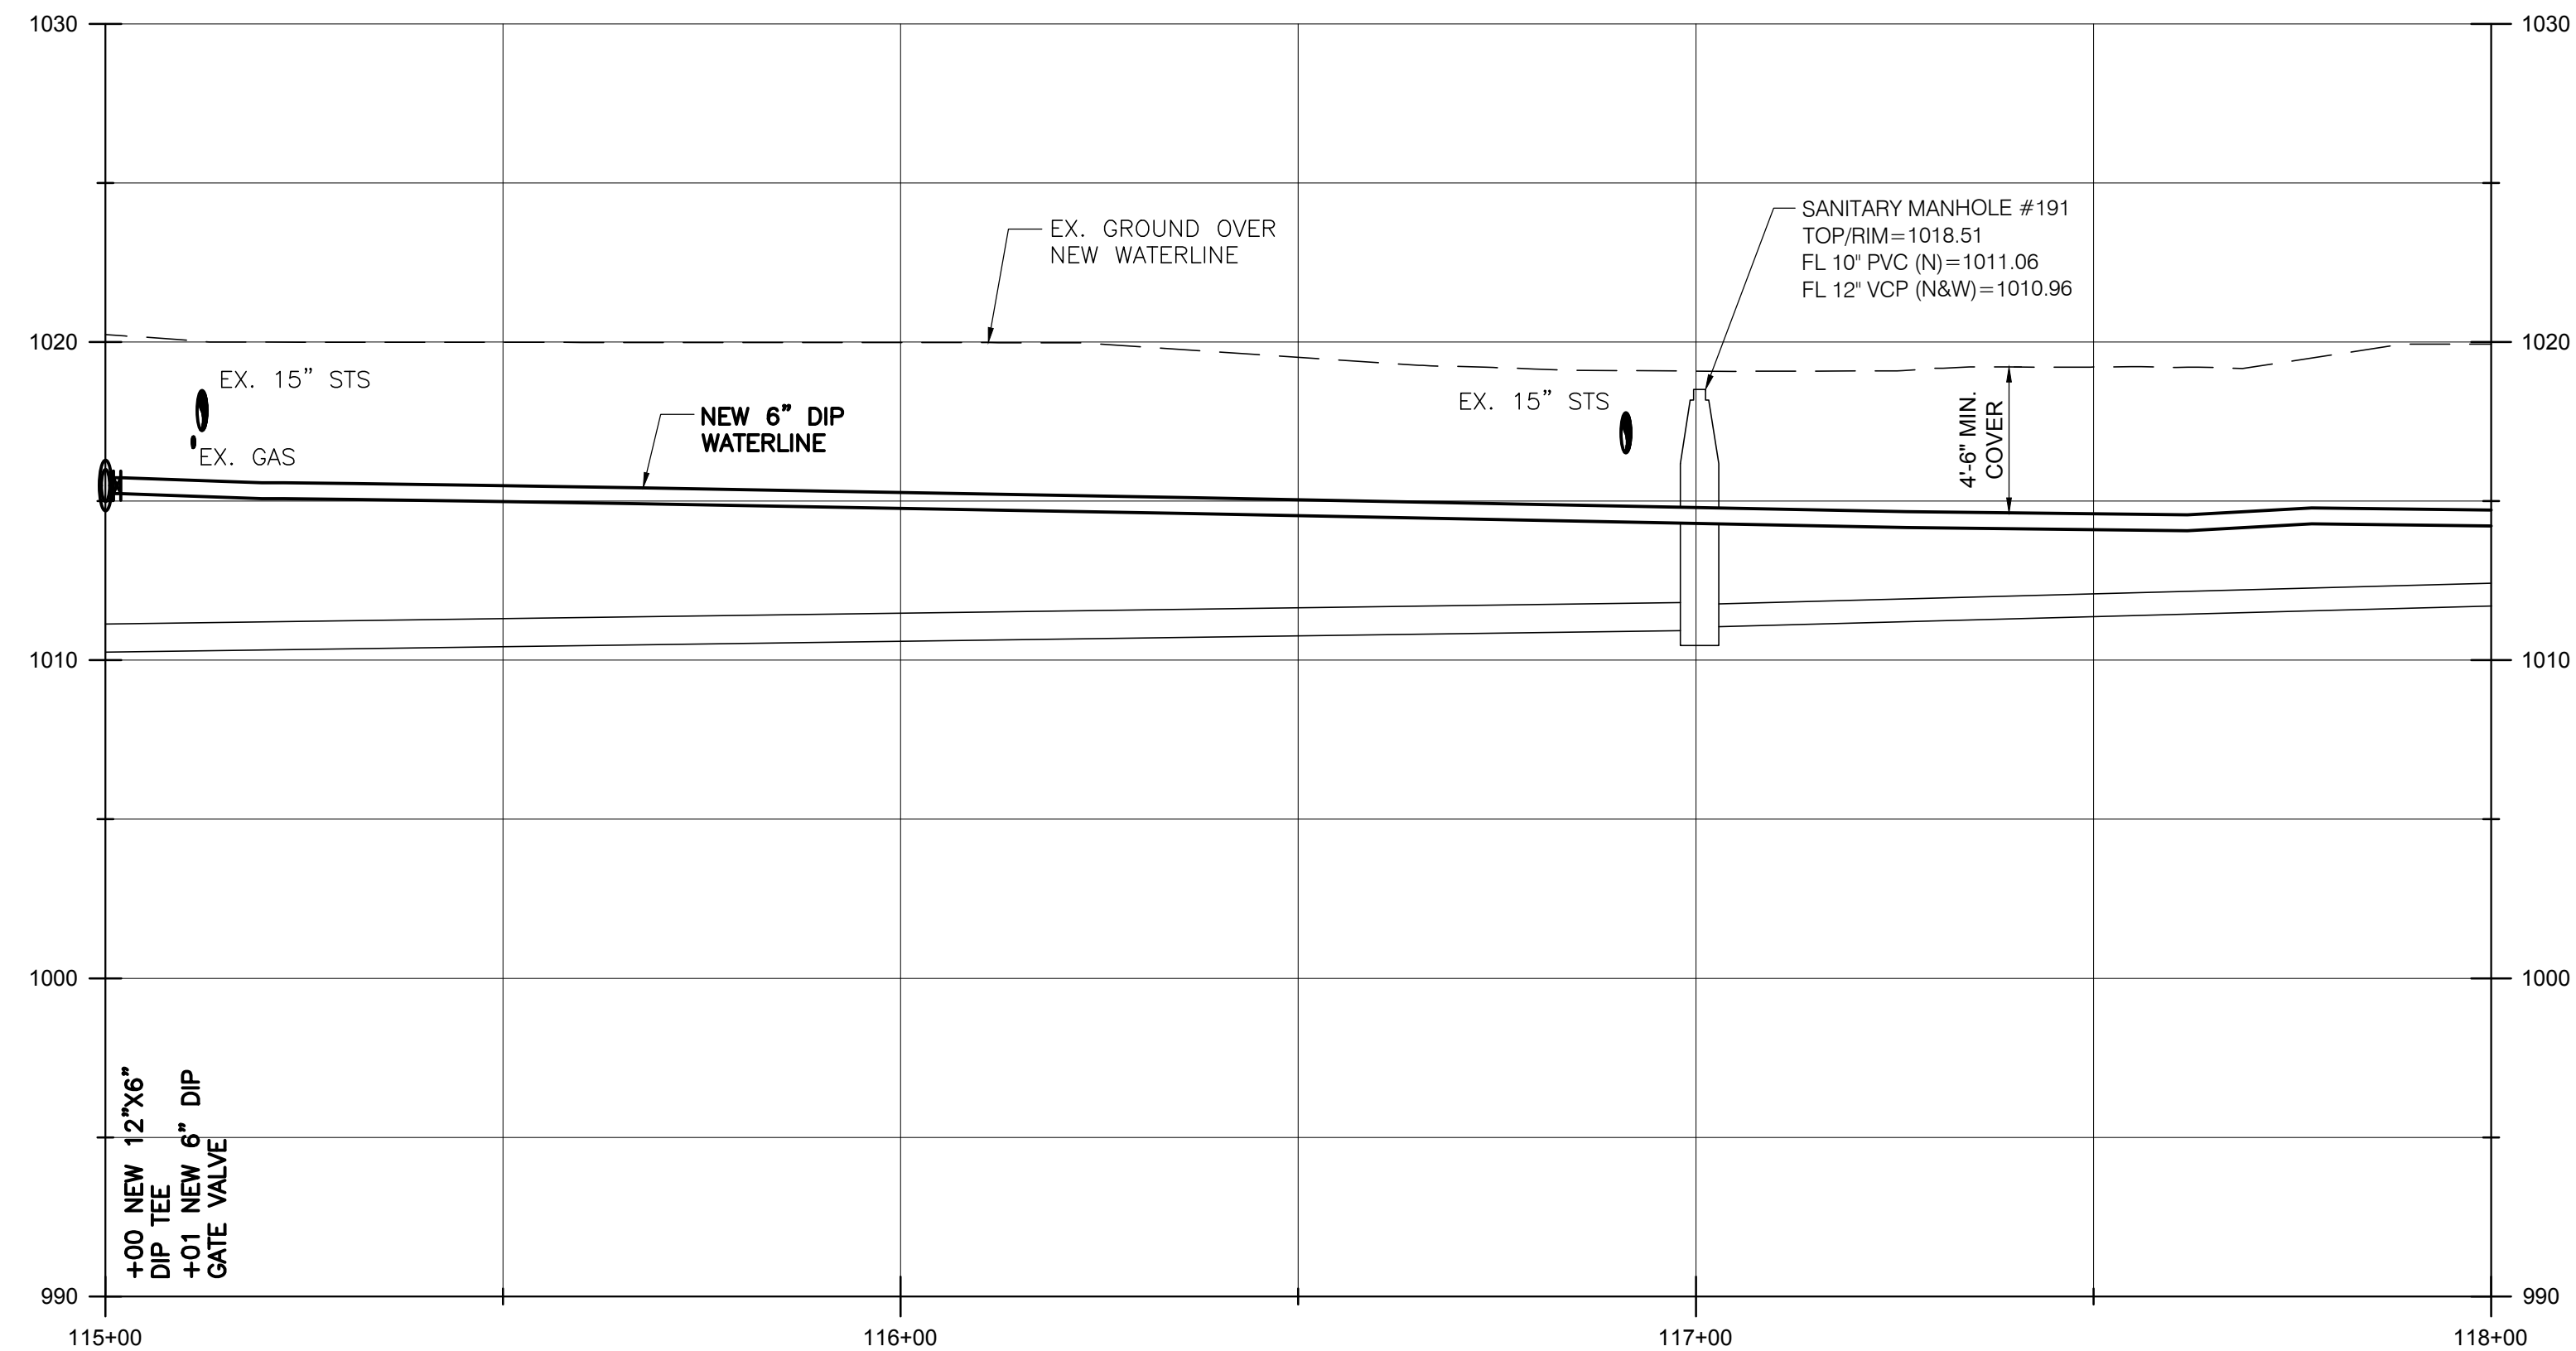 1030
1030
EX. GROUND OVER
NEW WATERLINE
SANITARY MANHOLE #191
TOP/RIM=1018.51
FL 10" PVC (N)=1011.06
FL 12" VCP (N&W)=1010.96
1020
1020
EX. 15" STS
EX. GAS
NEW 6" DIP
WATERLINE
EX. 15" STS
4'-6" MIN.
COVER
1010
1010
1000
1000
+00 NEW 12"X6"
DIP TEE
+01 NEW 6" DIP
GATE VALVE
990
990
115+00
116+00
117+00
118+00